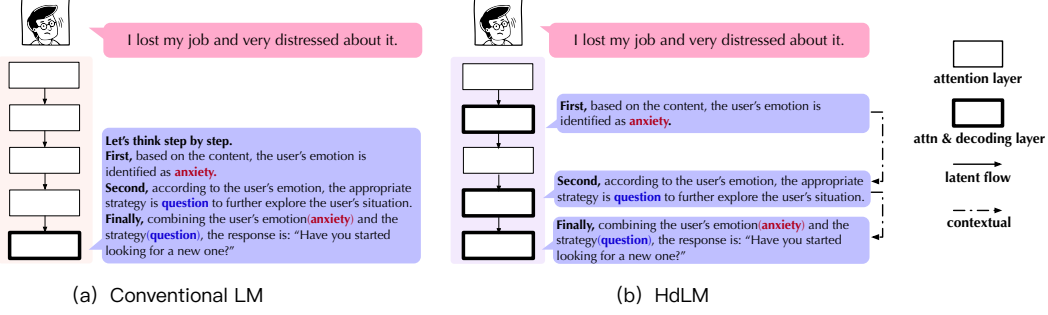 I lost my job and very distressed about it.
Let's think step by step.
First, based on the content, the user's emotion is
identified as anxiety.
Second, according to the user's emotion, the appropriate
strategy is question to further explore the user's situation.
Finally, combining the user's emotion(anxiety) and the
strategy(question), the response is: “Have you started
looking for a new one?”
(a) Conventional LM
I lost my job and very distressed about it.
First, based on the content, the user's emotion is
identified as anxiety.
Second, according to the user's emotion, the appropriate
strategy is question to further explore the user's situation.
Finally, combining the user's emotion(anxiety) and the
strategy(question), the response is: “Have you started
looking for a new one?”
(b) HdLM
attention layer
attn & decoding layer
latent flow
contextual